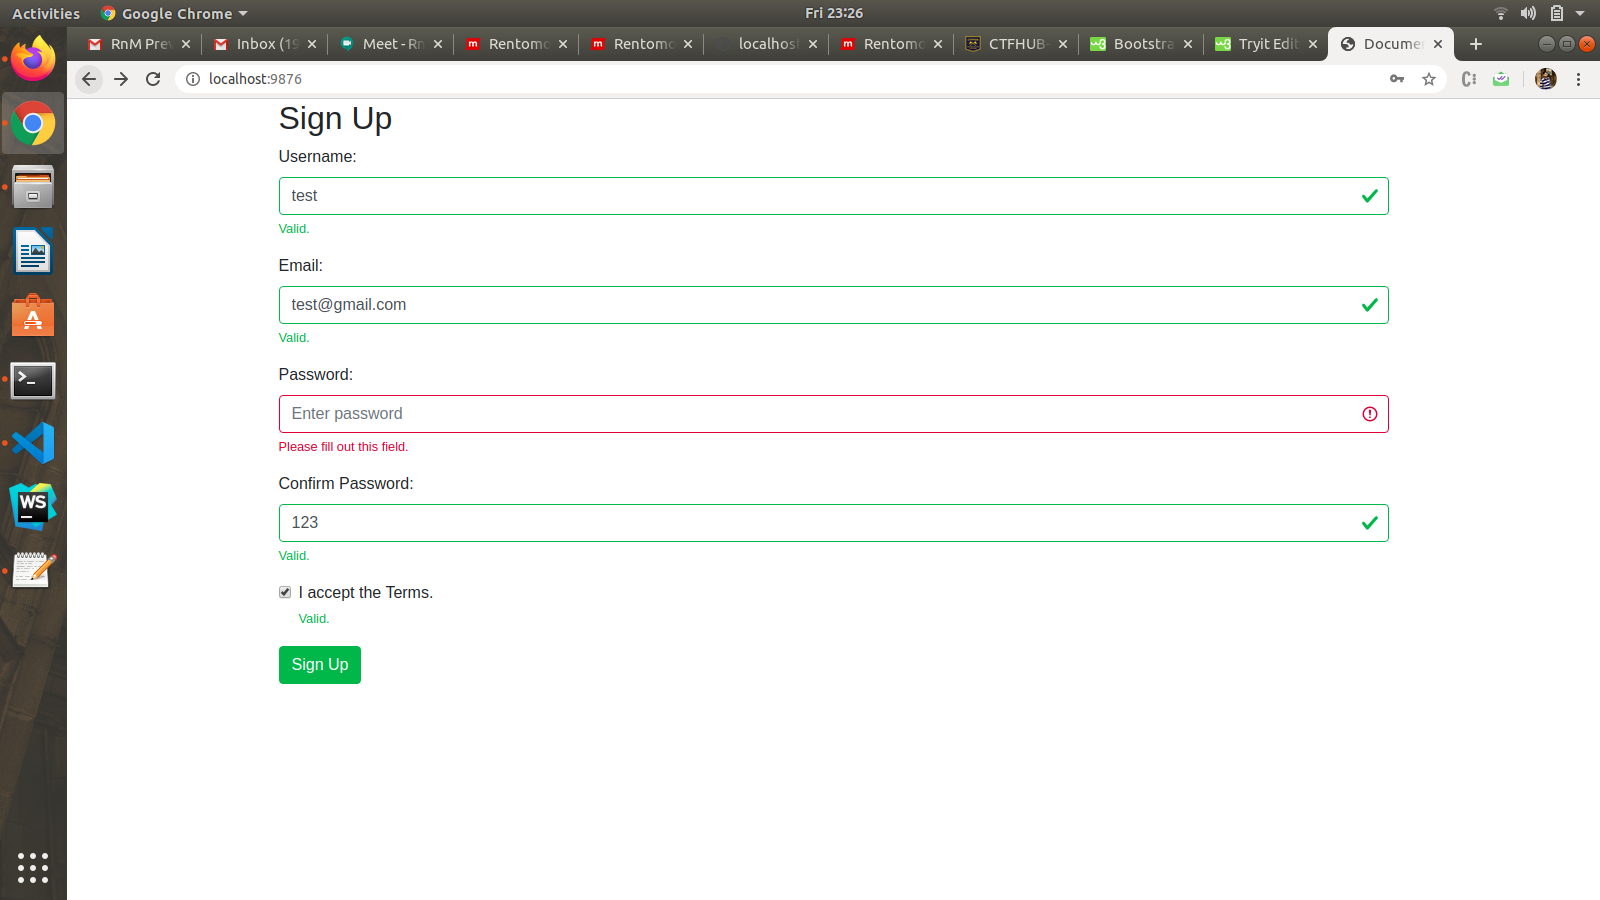 Activities Google Chrome Fri 23:26
RnM Prev Inbox (19 Meet - Rn Rentomo Rentomo localhost Rentomo CTFHUB- Bootstra Tryit Edit Documen
localhost:9876
Sign Up
Username:
test
Valid.
Email:
test@gmail.com
Valid.
Password:
Enter password
Please fill out this field.
Confirm Password:
123
Valid.
I accept the Terms.
Valid.
Sign Up
WS